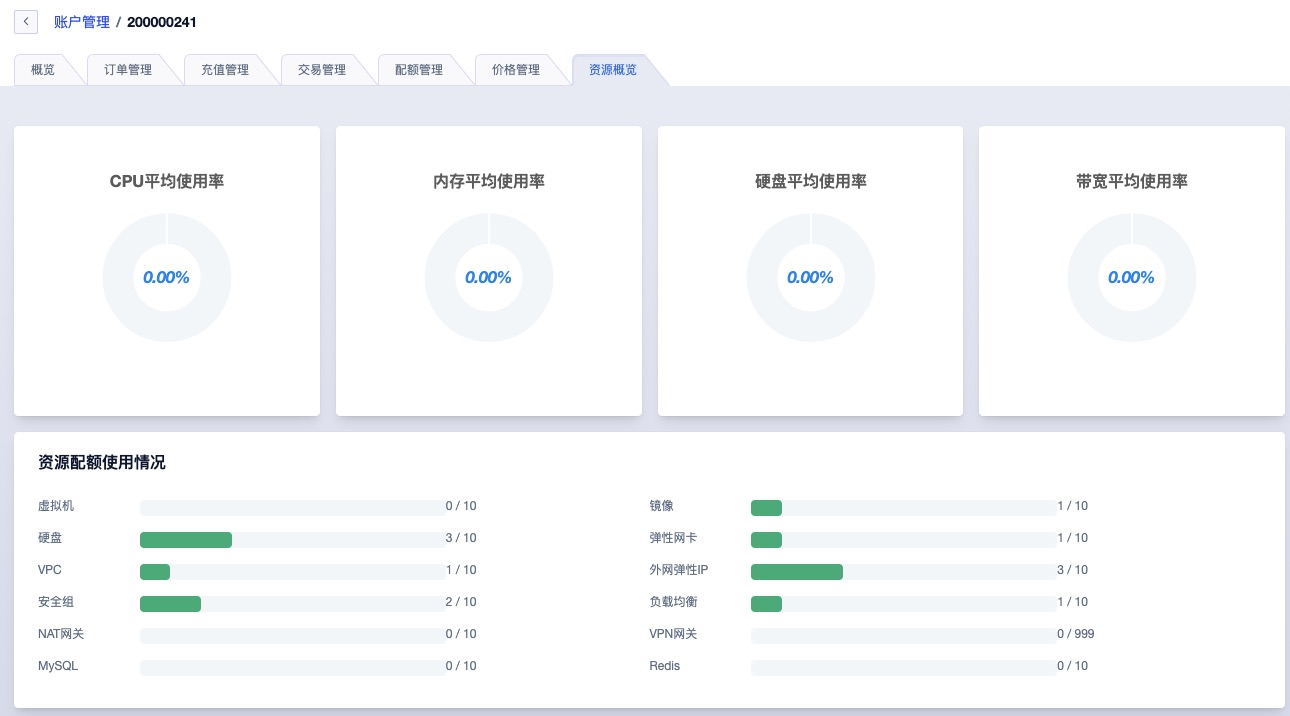 账户管理 / 200000241
概览 订单管理 充值管理 交易管理 配额管理 价格管理 资源概览
CPU平均使用率 内存平均使用率 硬盘平均使用率 带宽平均使用率
0.00% 0.00% 0.00% 0.00%
资源配额使用情况
虚拟机 0 / 10 镜像 1 / 10
硬盘 3 / 10 弹性网卡 1 / 10
VPC 1 / 10 外网弹性IP 3 / 10
安全组 2 / 10 负载均衡 1 / 10
NAT网关 0 / 10 VPN网关 0 / 999
MySQL 0 / 10 Redis 0 / 10